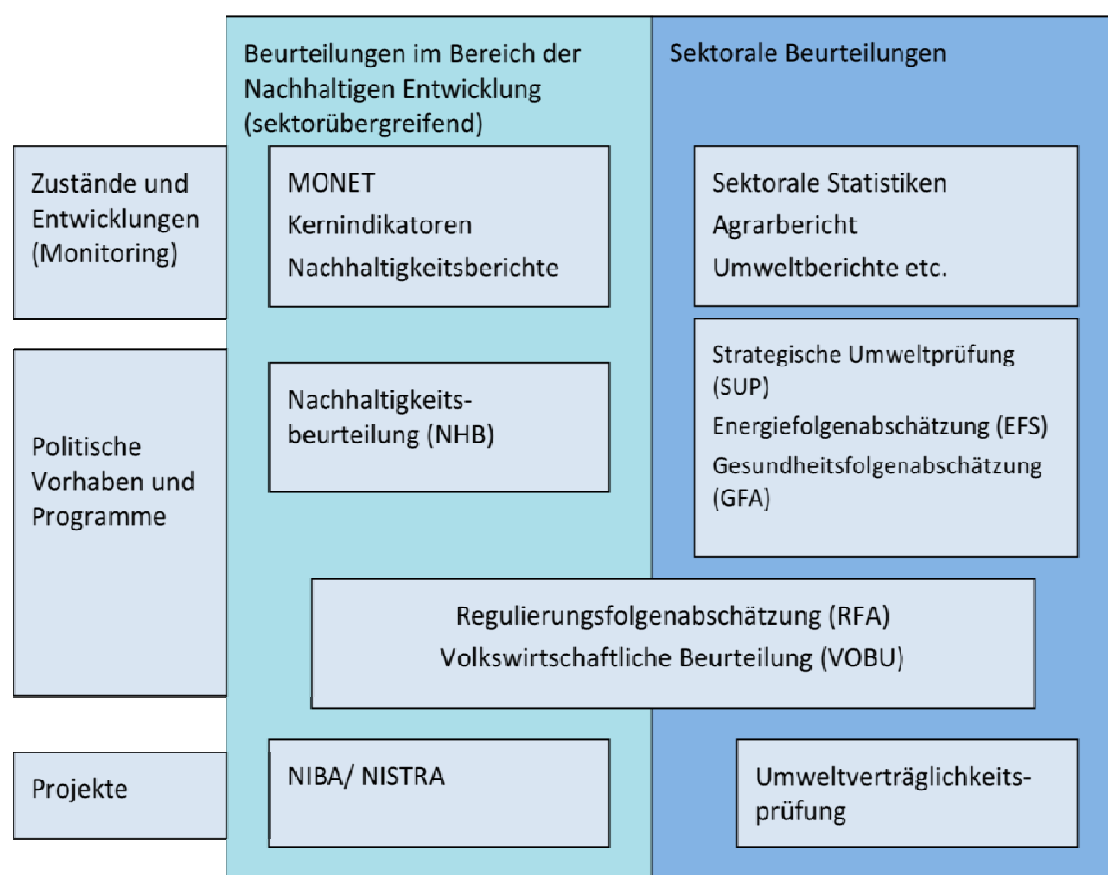 Beurteilungen im Bereich der
Nachhaltigen Entwicklung
(sektorübergreifend)
Sektorale Beurteilungen
Zustände und
Entwicklungen
(Monitoring)
MONET
Kernindikatoren
Nachhaltigkeitsberichte
Sektorale Statistiken
Agrarbericht
Umweltberichte etc.
Politische
Vorhaben und
Programme
Nachhaltigkeits-
beurteilung (NHB)
Strategische Umweltprüfung
(SUP)
Energiefolgenabschätzung (EFS)
Gesundheitsfolgenabschätzung
(GFA)
Regulierungsfolgenabschätzung (RFA)
Volkswirtschaftliche Beurteilung (VOBU)
Projekte
NIBA/ NISTRA
Umweltverträglichkeits-
prüfung